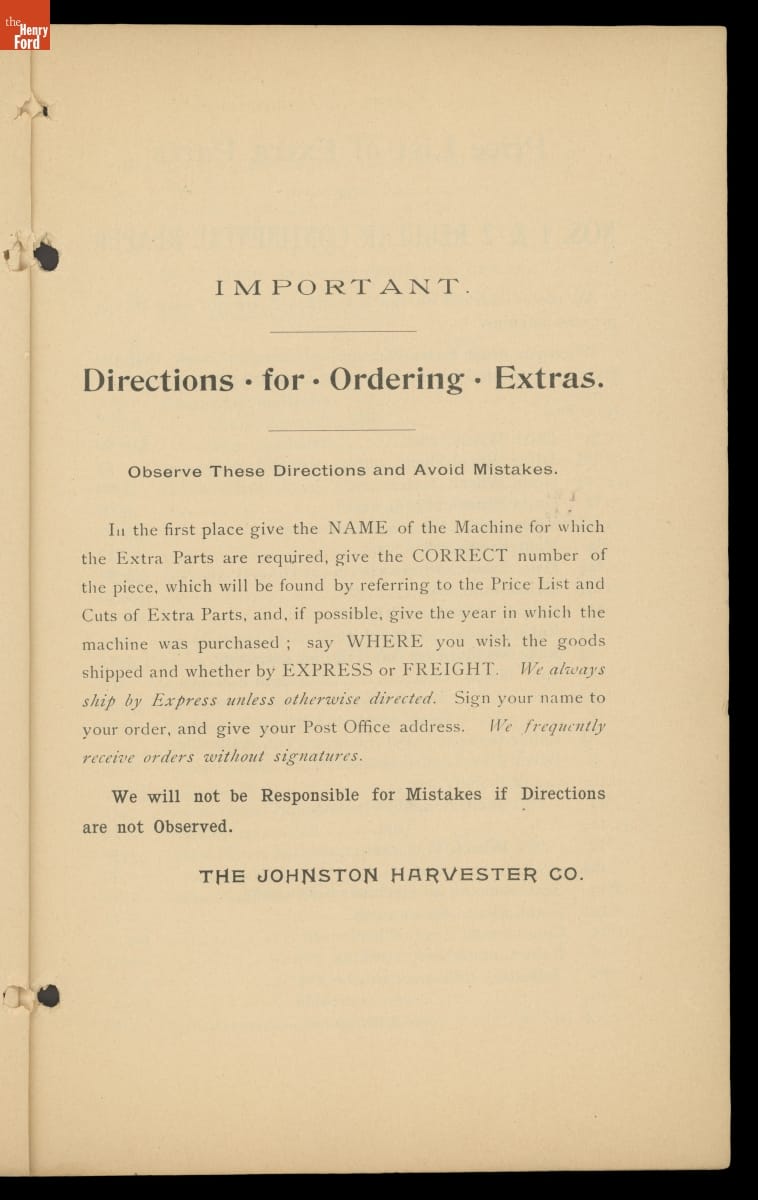 the
Henry
Ford
IMPORTANT.
Directions · for · Ordering · Extras.
Observe These Directions and Avoid Mistakes.
In the first place give the NAME of the Machine for which
the Extra Parts are required, give the CORRECT number of
the piece, which will be found by referring to the Price List and
Cuts of Extra Parts, and, if possible, give the year in which the
machine was purchased ; say WHERE you wish the goods
shipped and whether by EXPRESS or FREIGHT. We always
ship by Express unless otherwise directed. Sign your name to
your order, and give your Post Office address. We frequently
receive orders without signatures.
We will not be Responsible for Mistakes if Directions
are not Observed.
THE JOHNSTON HARVESTER CO.